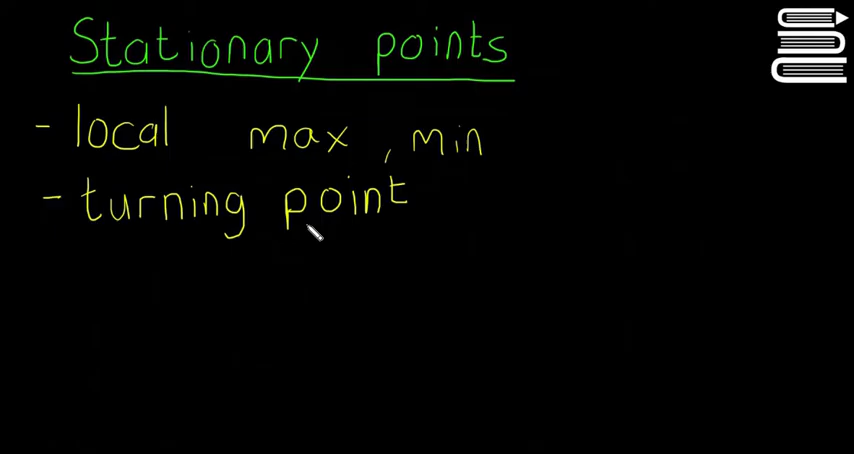 Stationary points
- local max, min
- turning point